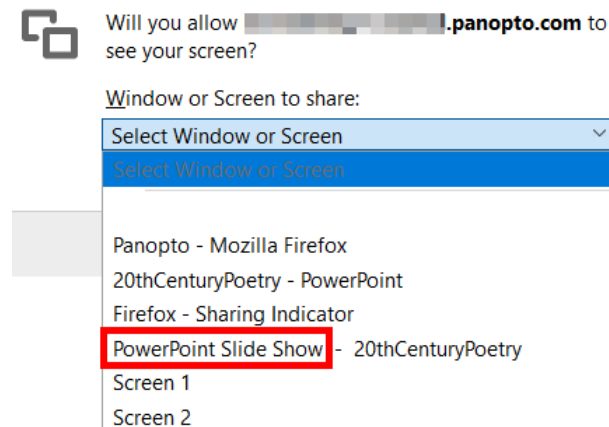 Will you allow .panopto.com to
see your screen?
Window or Screen to share:
Select Window or Screen
Select Window or Screen
Panopto - Mozilla Firefox
20thCenturyPoetry - PowerPoint
Firefox - Sharing Indicator
PowerPoint Slide Show - 20thCenturyPoetry
Screen 1
Screen 2